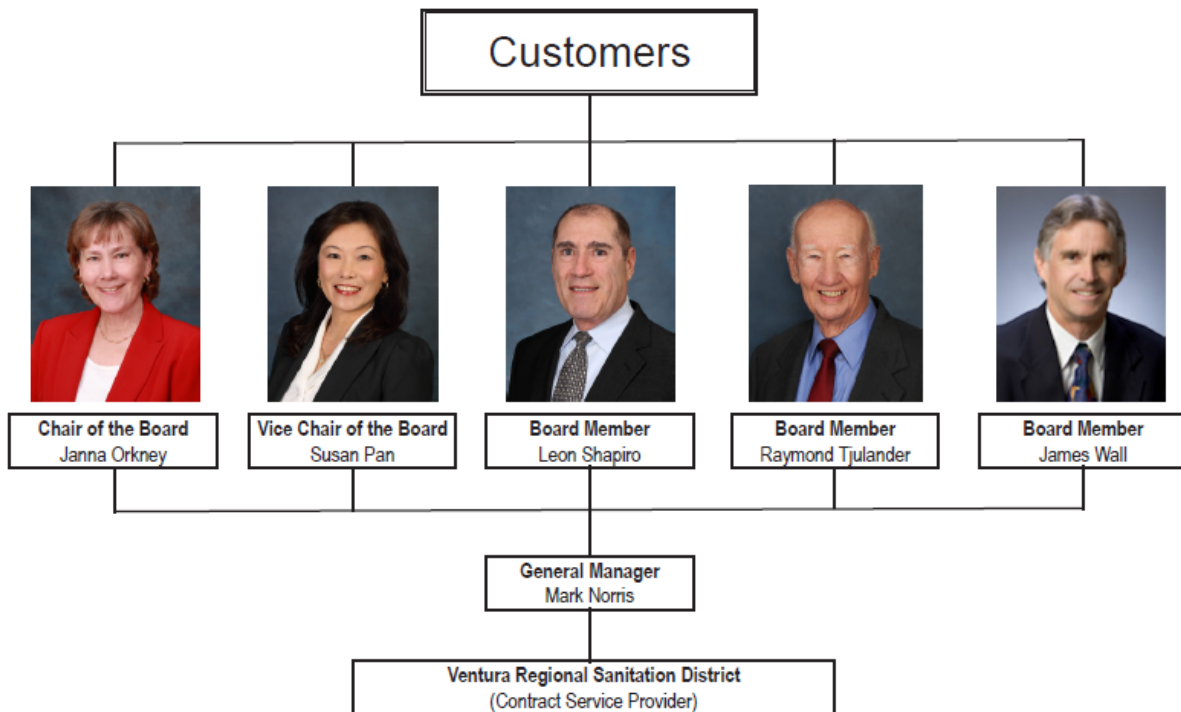 Customers
Chair of the Board
Janna Orkney
Vice Chair of the Board
Susan Pan
Board Member
Leon Shapiro
Board Member
Raymond Tjulander
Board Member
James Wall
General Manager
Mark Norris
Ventura Regional Sanitation District
(Contract Service Provider)